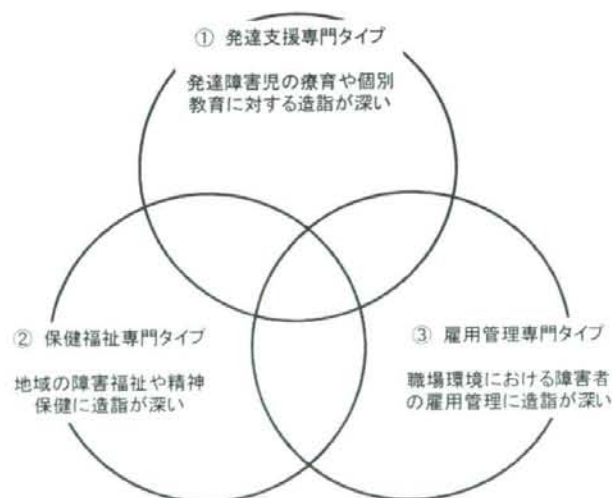 ① 発達支援専門タイプ
発達障害児の療育や個別
教育に対する造詣が深い
② 保健福祉専門タイプ
地域の障害福祉や精神
保健に造詣が深い
③ 雇用管理専門タイプ
職場環境における障害者
の雇用管理に造詣が深い